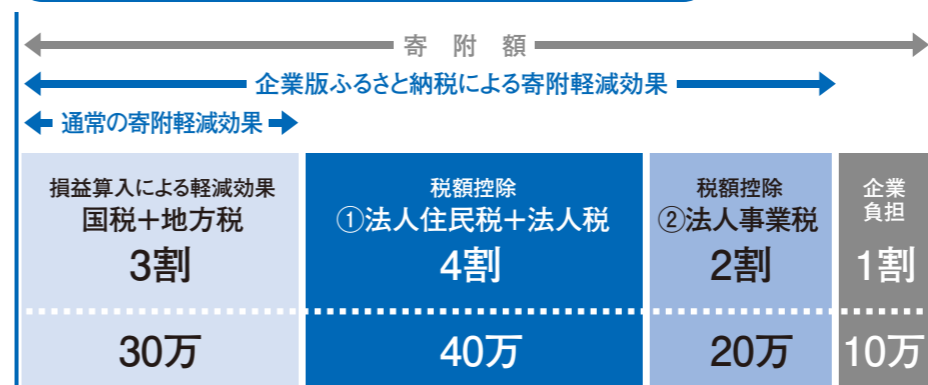 寄附額
企業版ふるさと納税による寄附軽減効果
通常の寄附軽減効果
損益算入による軽減効果
国税+地方税
3割
30万
税額控除
①法人住民税+法人税
4割
40万
税額控除
②法人事業税
2割
20万
企業
負担
1割
10万